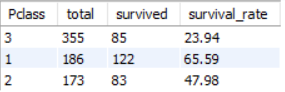 Pclass total survived survival_rate
3 355 85 23.94
1 186 122 65.59
2 173 83 47.98